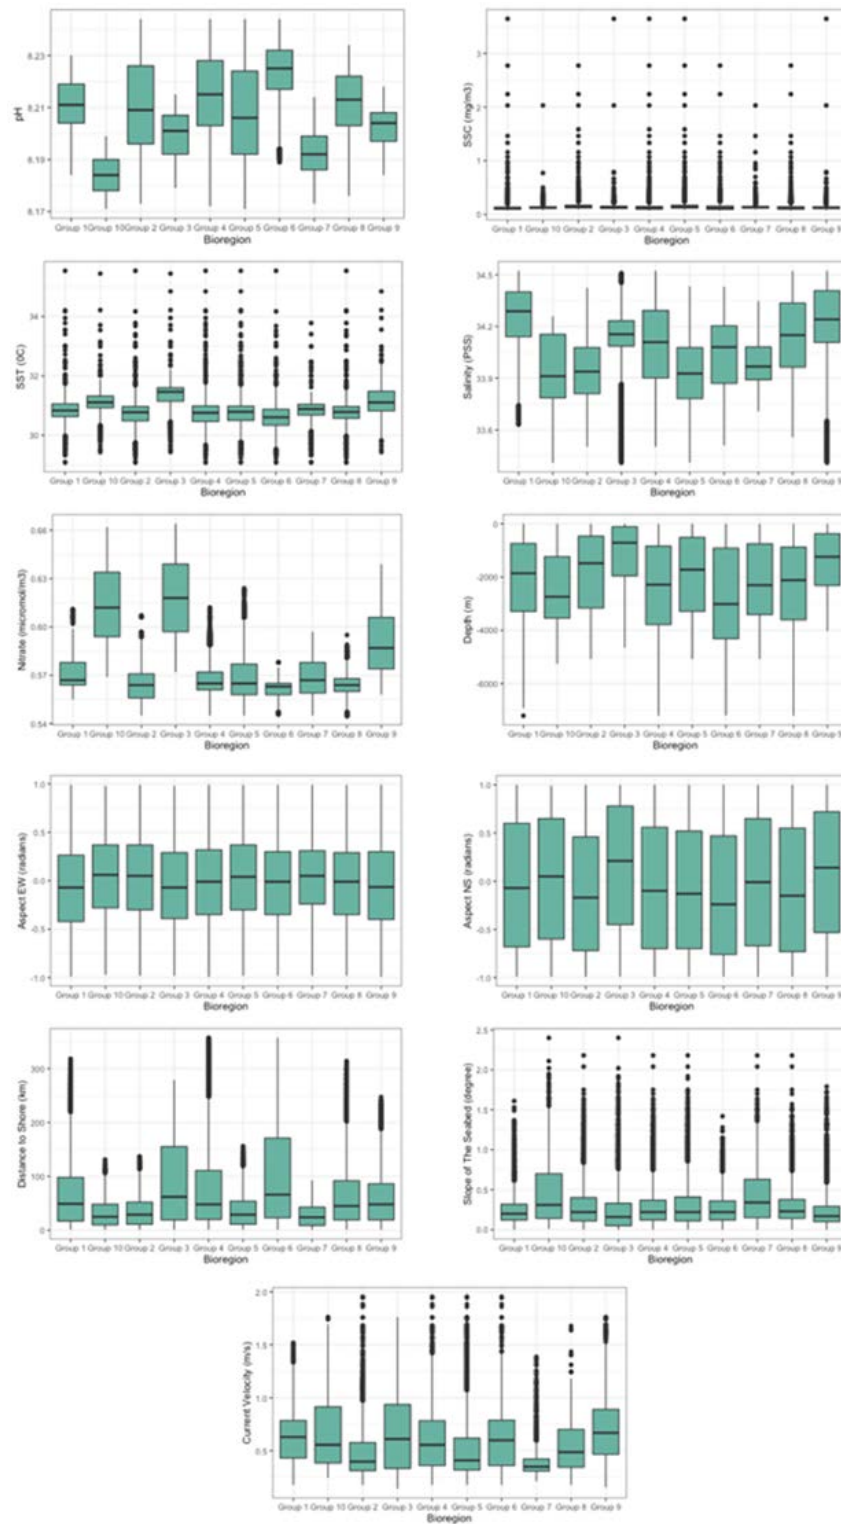 pH
8.23
8.21
8.19
8.17
Group 1 Group 10 Group 2 Group 3 Group 4 Group 5 Group 6 Group 7 Group 8 Group 9
Bioregion
SSC (mg/m3)
3
2
1
0
Group 1 Group 10 Group 2 Group 3 Group 4 Group 5 Group 6 Group 7 Group 8 Group 9
Bioregion
SST (0C)
34
32
30
Group 1 Group 10 Group 2 Group 3 Group 4 Group 5 Group 6 Group 7 Group 8 Group 9
Bioregion
Salinity (PSS)
34.5
34.2
33.9
33.6
Group 1 Group 10 Group 2 Group 3 Group 4 Group 5 Group 6 Group 7 Group 8 Group 9
Bioregion
Nitrate (micromol/m3)
0.66
0.63
0.60
0.57
0.54
Group 1 Group 10 Group 2 Group 3 Group 4 Group 5 Group 6 Group 7 Group 8 Group 9
Bioregion
Depth (m)
0
-2000
-4000
-6000
Group 1 Group 10 Group 2 Group 3 Group 4 Group 5 Group 6 Group 7 Group 8 Group 9
Bioregion
Aspect EW (radians)
1.0
0.5
0.0
-0.5
-1.0
Group 1 Group 10 Group 2 Group 3 Group 4 Group 5 Group 6 Group 7 Group 8 Group 9
Bioregion
Aspect NS (radians)
1.0
0.5
0.0
-0.5
-1.0
Group 1 Group 10 Group 2 Group 3 Group 4 Group 5 Group 6 Group 7 Group 8 Group 9
Bioregion
Distance to Shore (km)
300
200
100
0
Group 1 Group 10 Group 2 Group 3 Group 4 Group 5 Group 6 Group 7 Group 8 Group 9
Bioregion
Slope of The Seabed (degree)
2.5
2.0
1.5
1.0
0.5
0.0
Group 1 Group 10 Group 2 Group 3 Group 4 Group 5 Group 6 Group 7 Group 8 Group 9
Bioregion
Current Velocity (m/s)
2.0
1.5
1.0
0.5
Group 1 Group 10 Group 2 Group 3 Group 4 Group 5 Group 6 Group 7 Group 8 Group 9
Bioregion